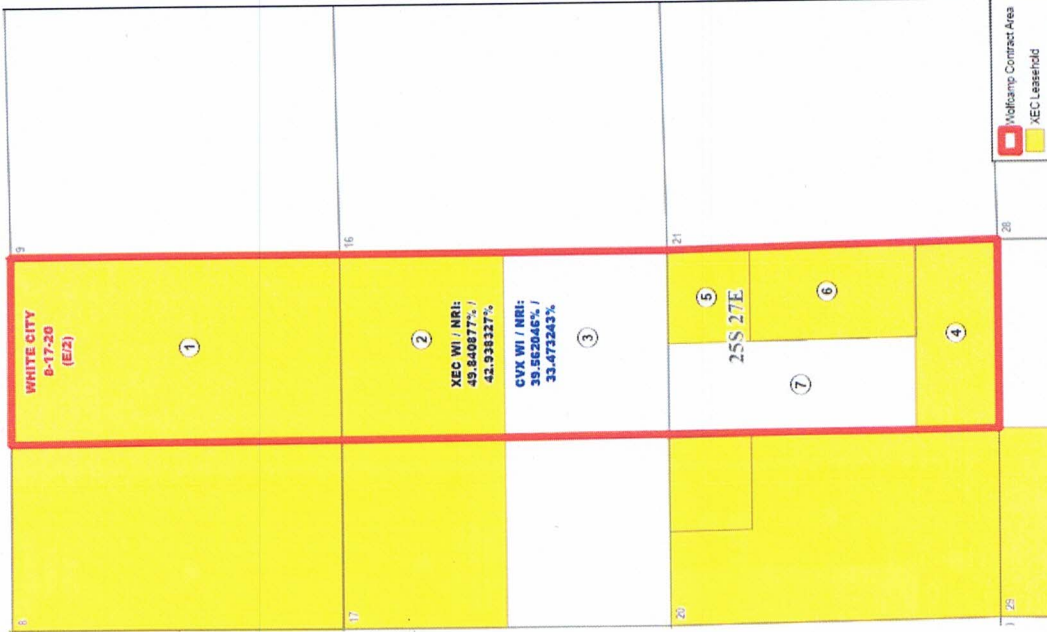 WHITE CITY
8-17-20
(E/2)
8
9
1
2
16
17
XEC WI / NRI:
49.840877% /
42.938327%
CVX WI / NRI:
39.562046% /
33.473243%
3
20
21
5
25S 27E
6
7
4
28
29
Wolfcamp Contract Area
XEC Leasehold